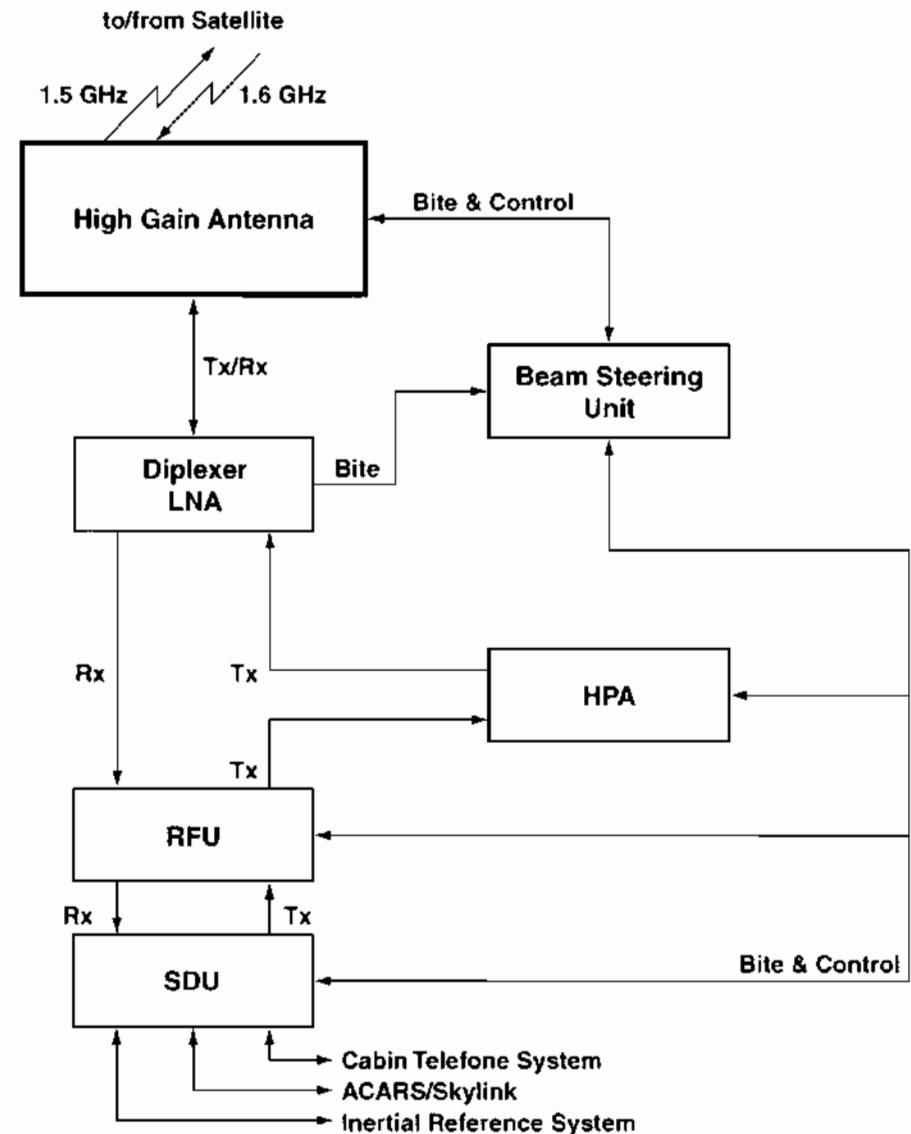 to/from Satellite
1.5 GHz
1.6 GHz
High Gain Antenna
Bite & Control
Tx/Rx
Beam Steering
Unit
Diplexer
LNA
Bite
Rx
Tx
HPA
Tx
RFU
Rx
Tx
SDU
Bite & Control
Cabin Telefone System
ACARS/Skylink
Inertial Reference System